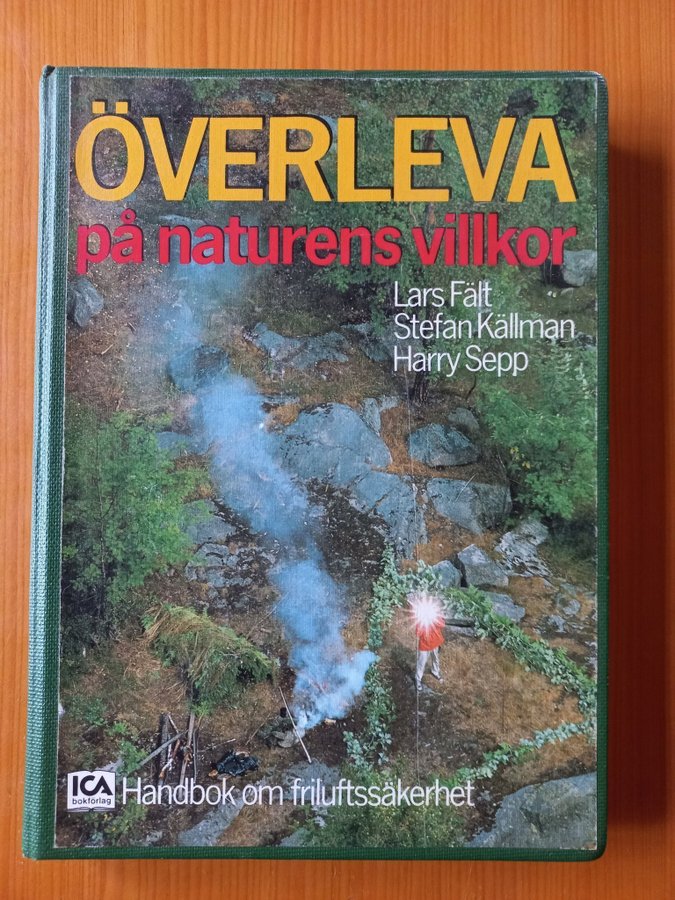 ÖVERLEVA
på naturens villkor
Lars Fält
Stefan Källman
Harry Sepp
ICA
bokförlag
Handbok om friluftssäkerhet